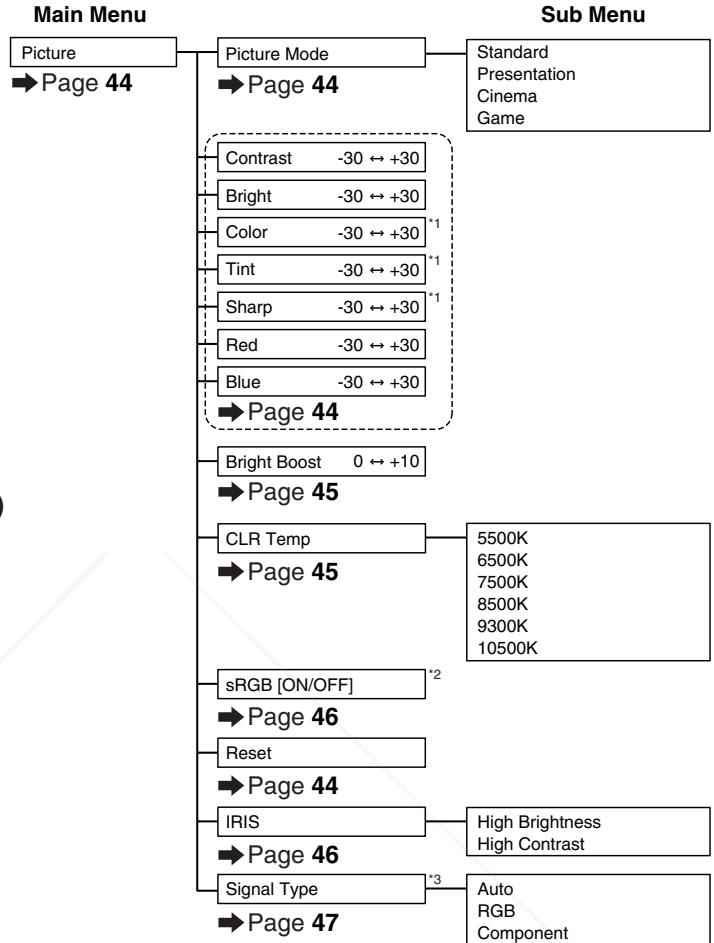 Main Menu
Sub Menu
Picture
➡ Page 44
Picture Mode
➡ Page 44
Standard
Presentation
Cinema
Game
Contrast -30 ↔ +30
Bright -30 ↔ +30
Color -30 ↔ +30 *1
Tint -30 ↔ +30 *1
Sharp -30 ↔ +30 *1
Red -30 ↔ +30
Blue -30 ↔ +30
➡ Page 44
Bright Boost 0 ↔ +10
➡ Page 45
CLR Temp
➡ Page 45
5500K
6500K
7500K
8500K
9300K
10500K
sRGB [ON/OFF] *2
➡ Page 46
Reset
➡ Page 44
IRIS
➡ Page 46
High Brightness
High Contrast
Signal Type *3
➡ Page 47
Auto
RGB
Component